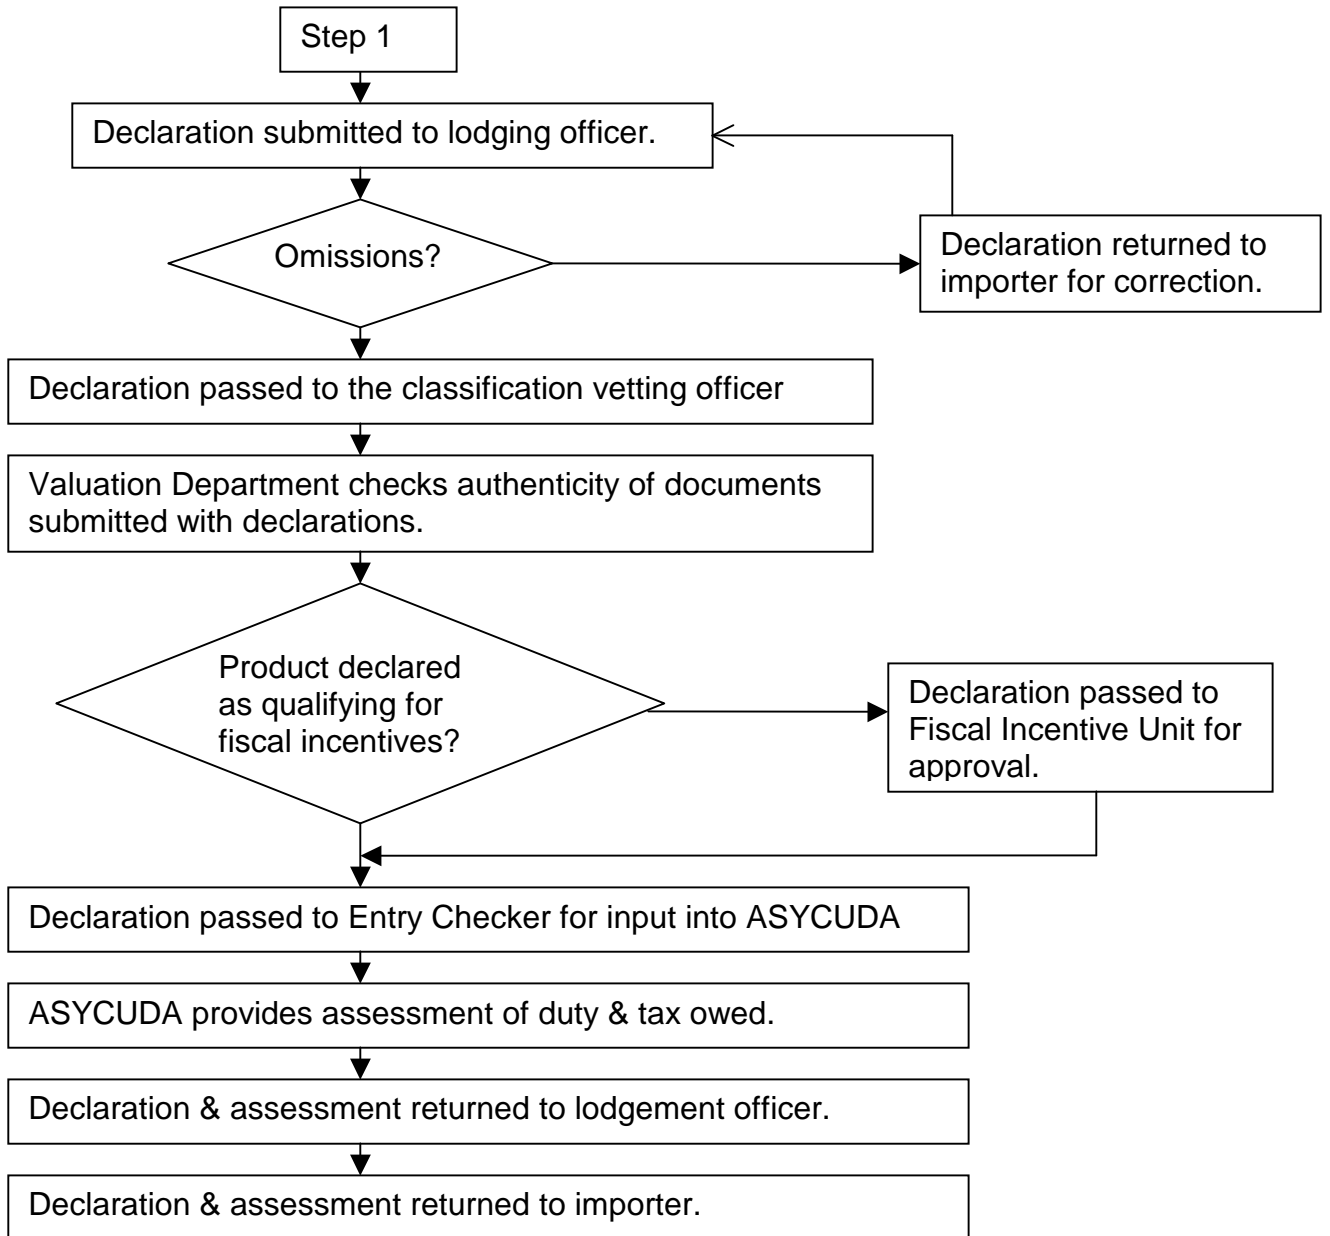 Step 1
Declaration submitted to lodging officer.
Omissions?
Declaration returned to
importer for correction.
Declaration passed to the classification vetting officer
Valuation Department checks authenticity of documents
submitted with declarations.
Product declared
as qualifying for
fiscal incentives?
Declaration passed to
Fiscal Incentive Unit for
approval.
Declaration passed to Entry Checker for input into ASYCUDA
ASYCUDA provides assessment of duty & tax owed.
Declaration & assessment returned to lodgement officer.
Declaration & assessment returned to importer.